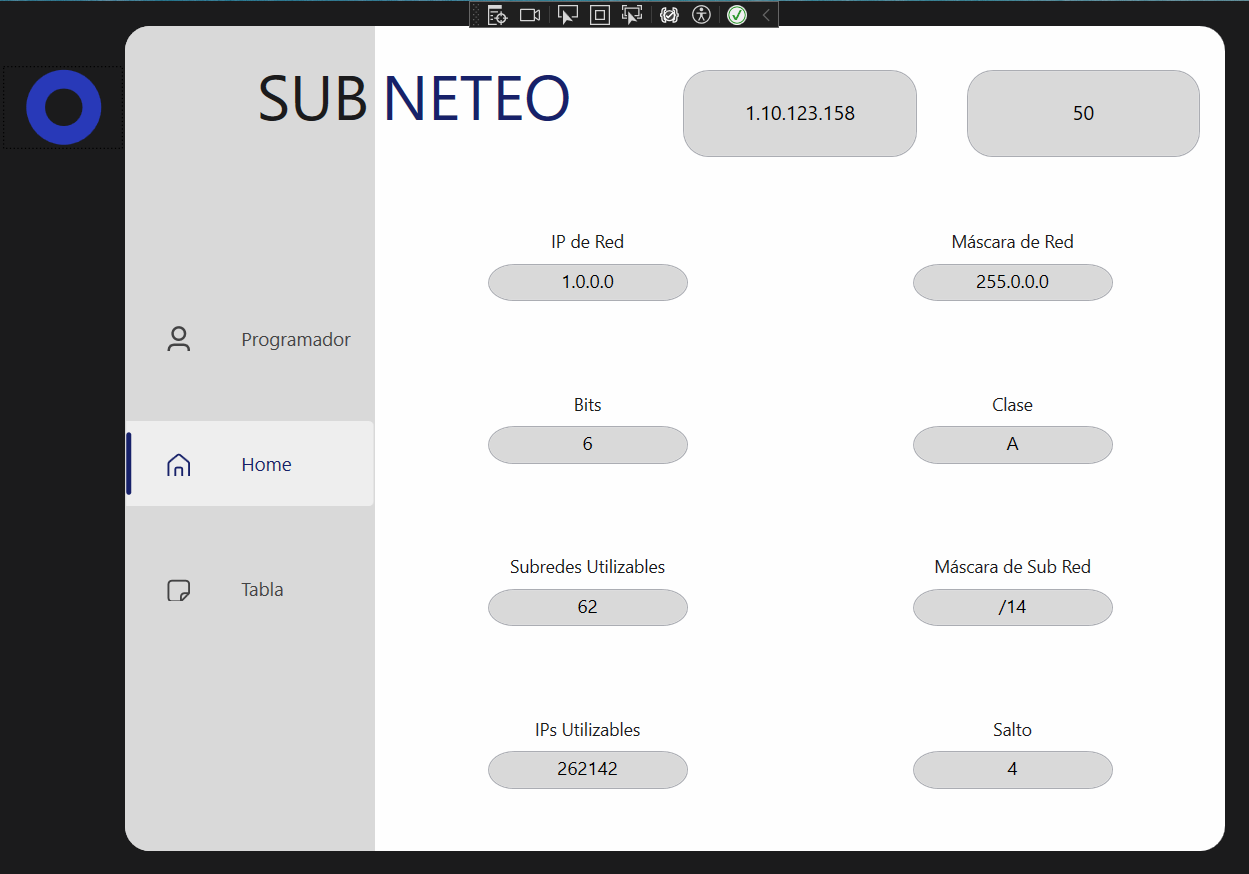 SUB NETEO
1.10.123.158
50
IP de Red
1.0.0.0
Máscara de Red
255.0.0.0
Programador
Home
Tabla
Bits
6
Clase
A
Subredes Utilizables
62
Máscara de Sub Red
/14
IPs Utilizables
262142
Salto
4